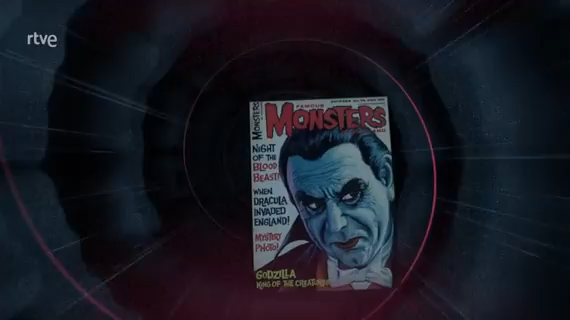 rtve
FAMOUS
MONSTERS
MONSTERS
NIGHT
OF THE
BLOOD
BEAST!
WHEN
DRACULA
INVADED
ENGLAND!
MYSTERY
PHOTO!
GODZILLA
KING OF THE CREATURES